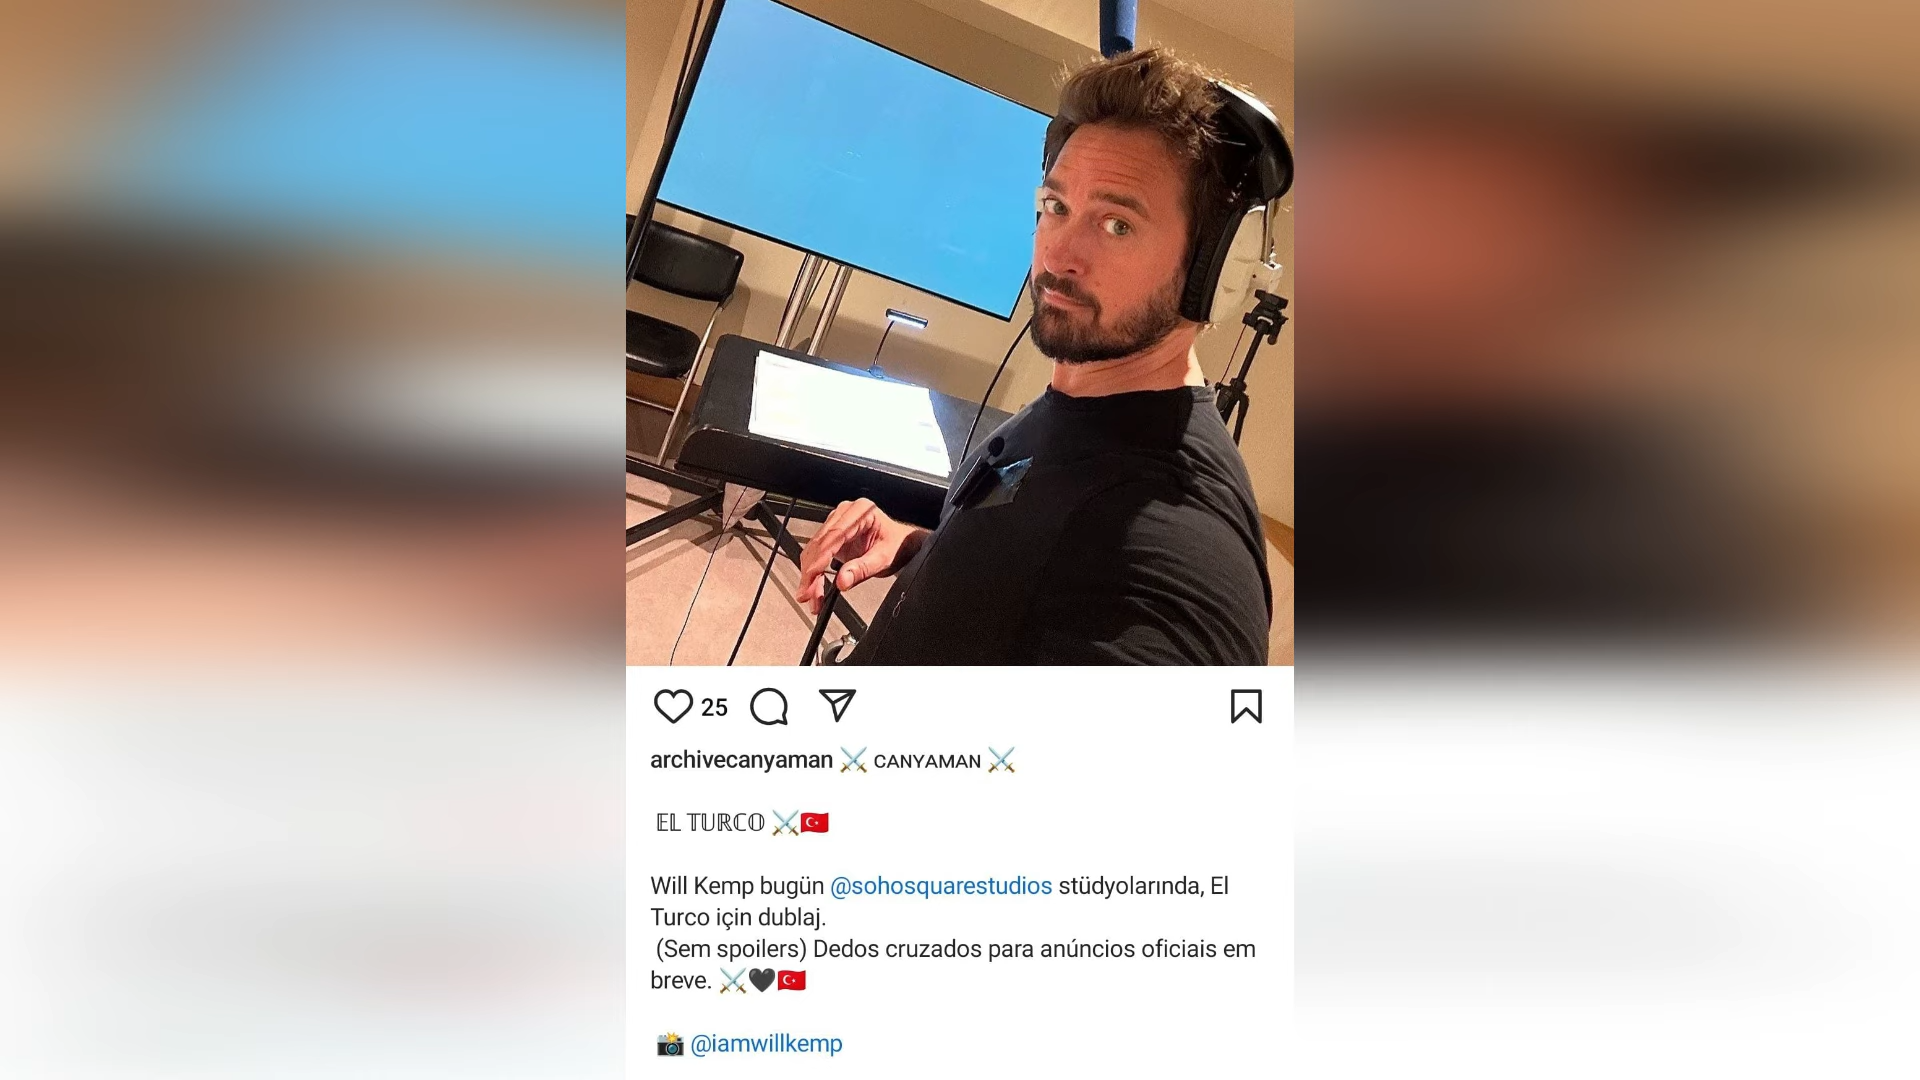 25
archivecanyaman ⚔️ ᴄᴀɴʏᴀᴍᴀɴ ⚔️
𝔼𝕃 𝕋𝕌ℝℂ𝕆 ⚔️🇹🇷
Will Kemp bugün @sohosquarestudios stüdyolarında, El
Turco için dublaj.
(Sem spoilers) Dedos cruzados para anúncios oficiais em
breve. ⚔️🖤🇹🇷
📸 @iamwillkemp